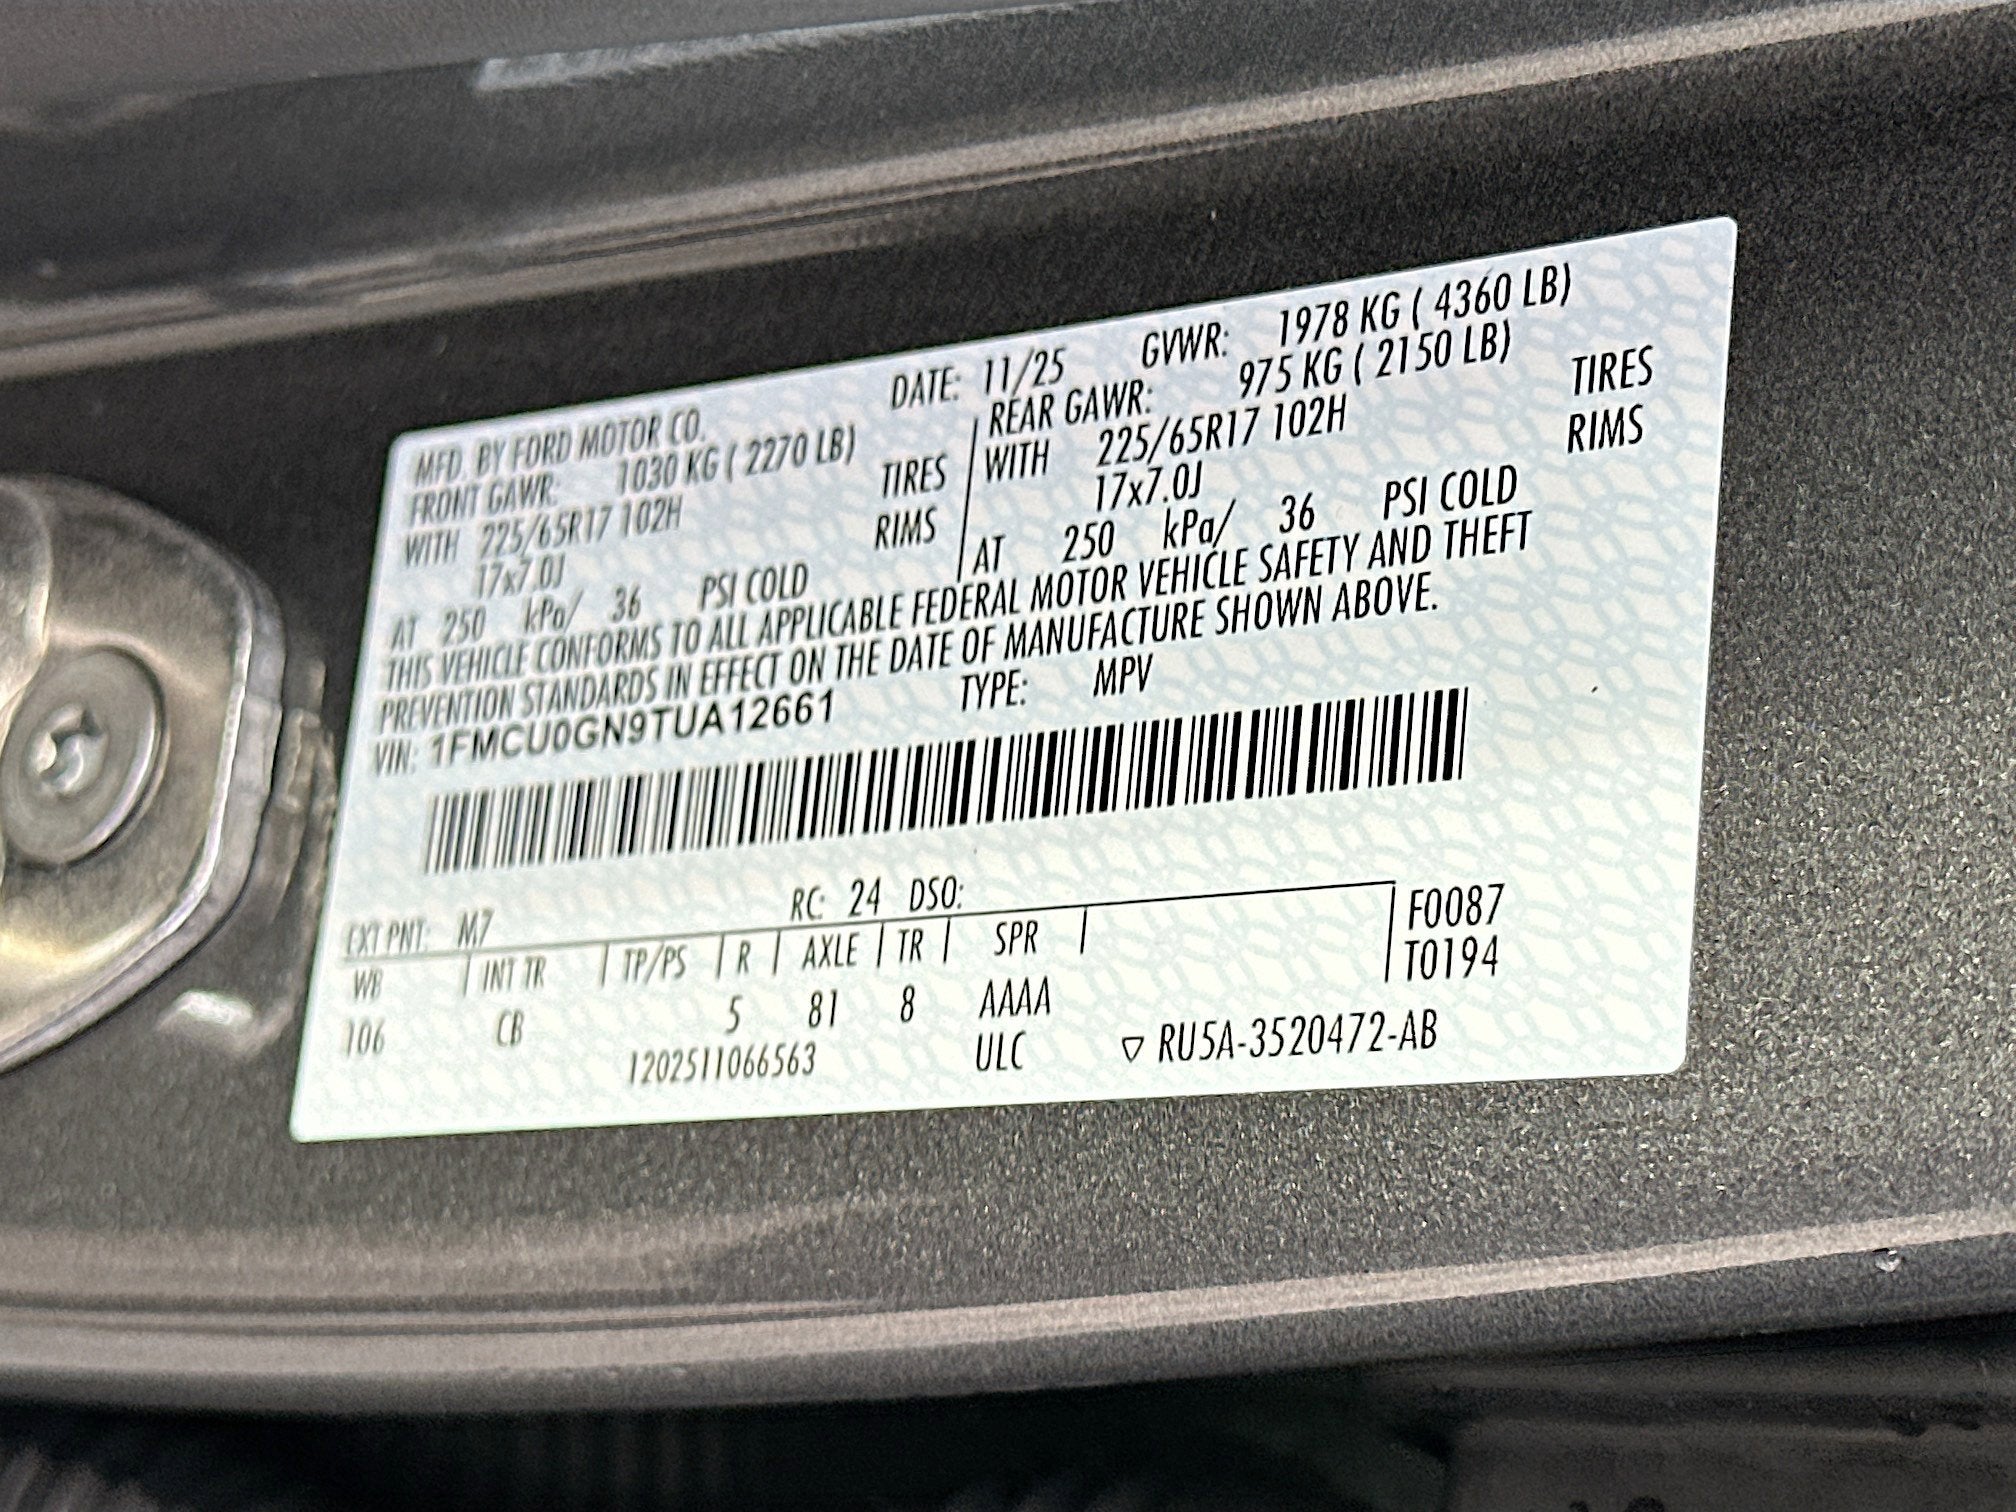 MFD. BY FORD MOTOR CO. DATE: 11/25 GVWR: 1978 KG ( 4360 LB)
FRONT GAWR: 1030 KG ( 2270 LB) REAR GAWR: 975 KG ( 2150 LB)
WITH 225/65R17 102H TIRES WITH 225/65R17 102H TIRES
17x7.0J RIMS 17x7.0J RIMS
AT 250 kPa/ 36 PSI COLD AT 250 kPa/ 36 PSI COLD
THIS VEHICLE CONFORMS TO ALL APPLICABLE FEDERAL MOTOR VEHICLE SAFETY AND THEFT
PREVENTION STANDARDS IN EFFECT ON THE DATE OF MANUFACTURE SHOWN ABOVE.
VIN: 1FMCU0GN9TUA12661 TYPE: MPV
EXT PNT: M7 RC: 24 DSO: F0087
WB INT TR TP/PS R AXLE TR SPR T0194
106 CB 5 81 8 AAAA
1202511066563 ULC ▽ RU5A-3520472-AB